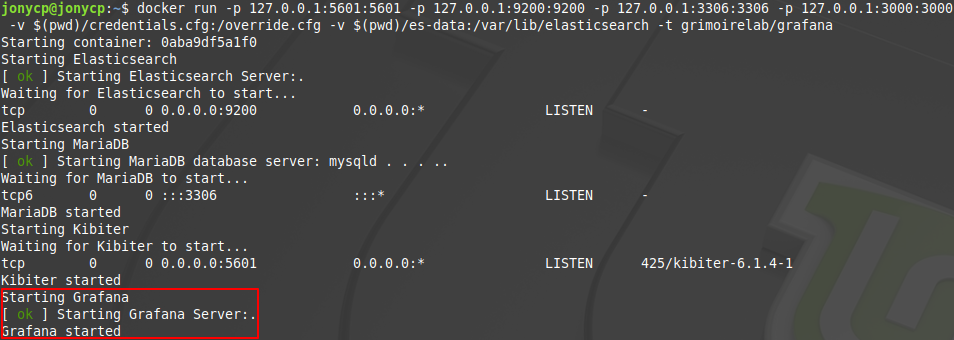 jonycp@jonycp:~$ docker run -p 127.0.0.1:5601:5601 -p 127.0.0.1:9200:9200 -p 127.0.0.1:3306:3306 -p 127.0.0.1:3000:3000
 -v $(pwd)/credentials.cfg:/override.cfg -v $(pwd)/es-data:/var/lib/elasticsearch -t grimoirelab/grafana
Starting container: 0aba9df5a1f0
Starting Elasticsearch
[ ok ] Starting Elasticsearch Server:.
Waiting for Elasticsearch to start...
tcp        0      0 0.0.0.0:9200            0.0.0.0:*               LISTEN      -
Elasticsearch started
Starting MariaDB
[ ok ] Starting MariaDB database server: mysqld . . . ..
Waiting for MariaDB to start...
tcp6       0      0 :::3306                 :::*                    LISTEN      -
MariaDB started
Starting Kibiter
Waiting for Kibiter to start...
tcp        0      0 0.0.0.0:5601            0.0.0.0:*               LISTEN      425/kibiter-6.1.4-1
Kibiter started
Starting Grafana
[ ok ] Starting Grafana Server:.
Grafana started